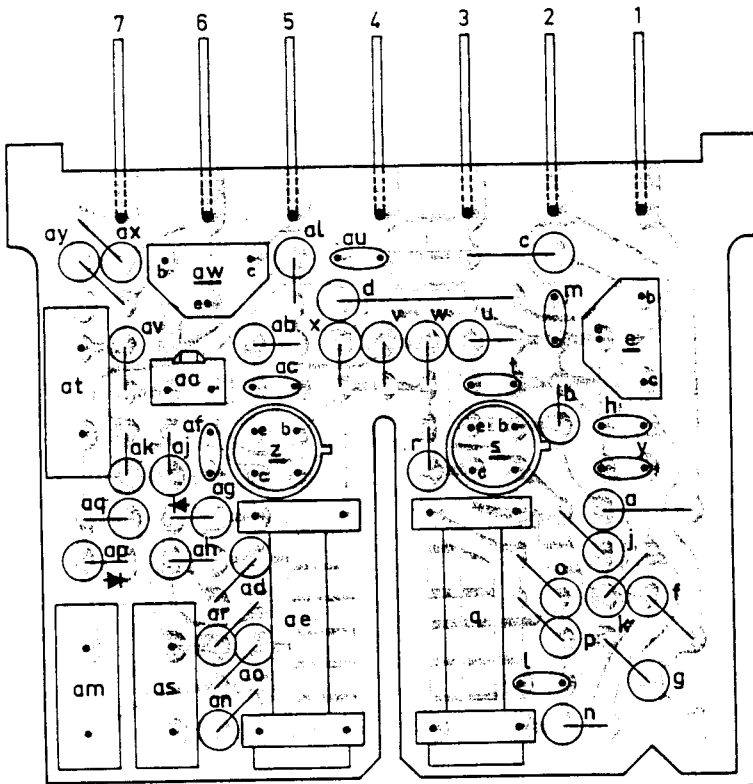 7 6 5 4 3 2 1
ay ax al au c
b aw c
e
d m b
e
av ab x v w u
at aa ac t c
b h
af e b r e b
z s y
c c
ak aj
ag a
aq
ap ah j
ad o
ar ae q k f
p
am as ao
l g
an n